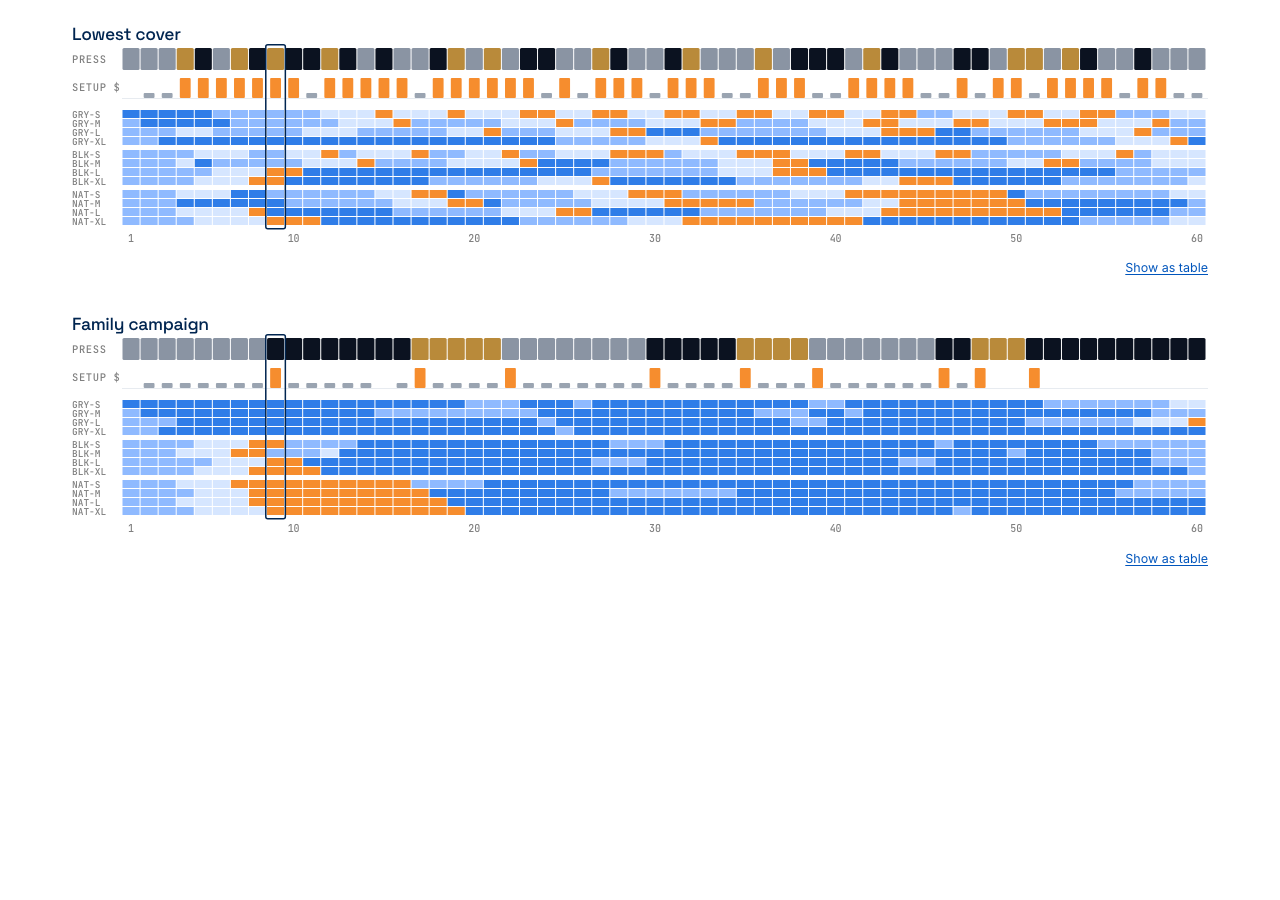 Lowest cover
PRESS
SETUP $
GRY-S
GRY-M
GRY-L
GRY-XL
BLK-S
BLK-M
BLK-L
BLK-XL
NAT-S
NAT-M
NAT-L
NAT-XL
1 10 20 30 40 50 60
Show as table
Family campaign
PRESS
SETUP $
GRY-S
GRY-M
GRY-L
GRY-XL
BLK-S
BLK-M
BLK-L
BLK-XL
NAT-S
NAT-M
NAT-L
NAT-XL
1 10 20 30 40 50 60
Show as table